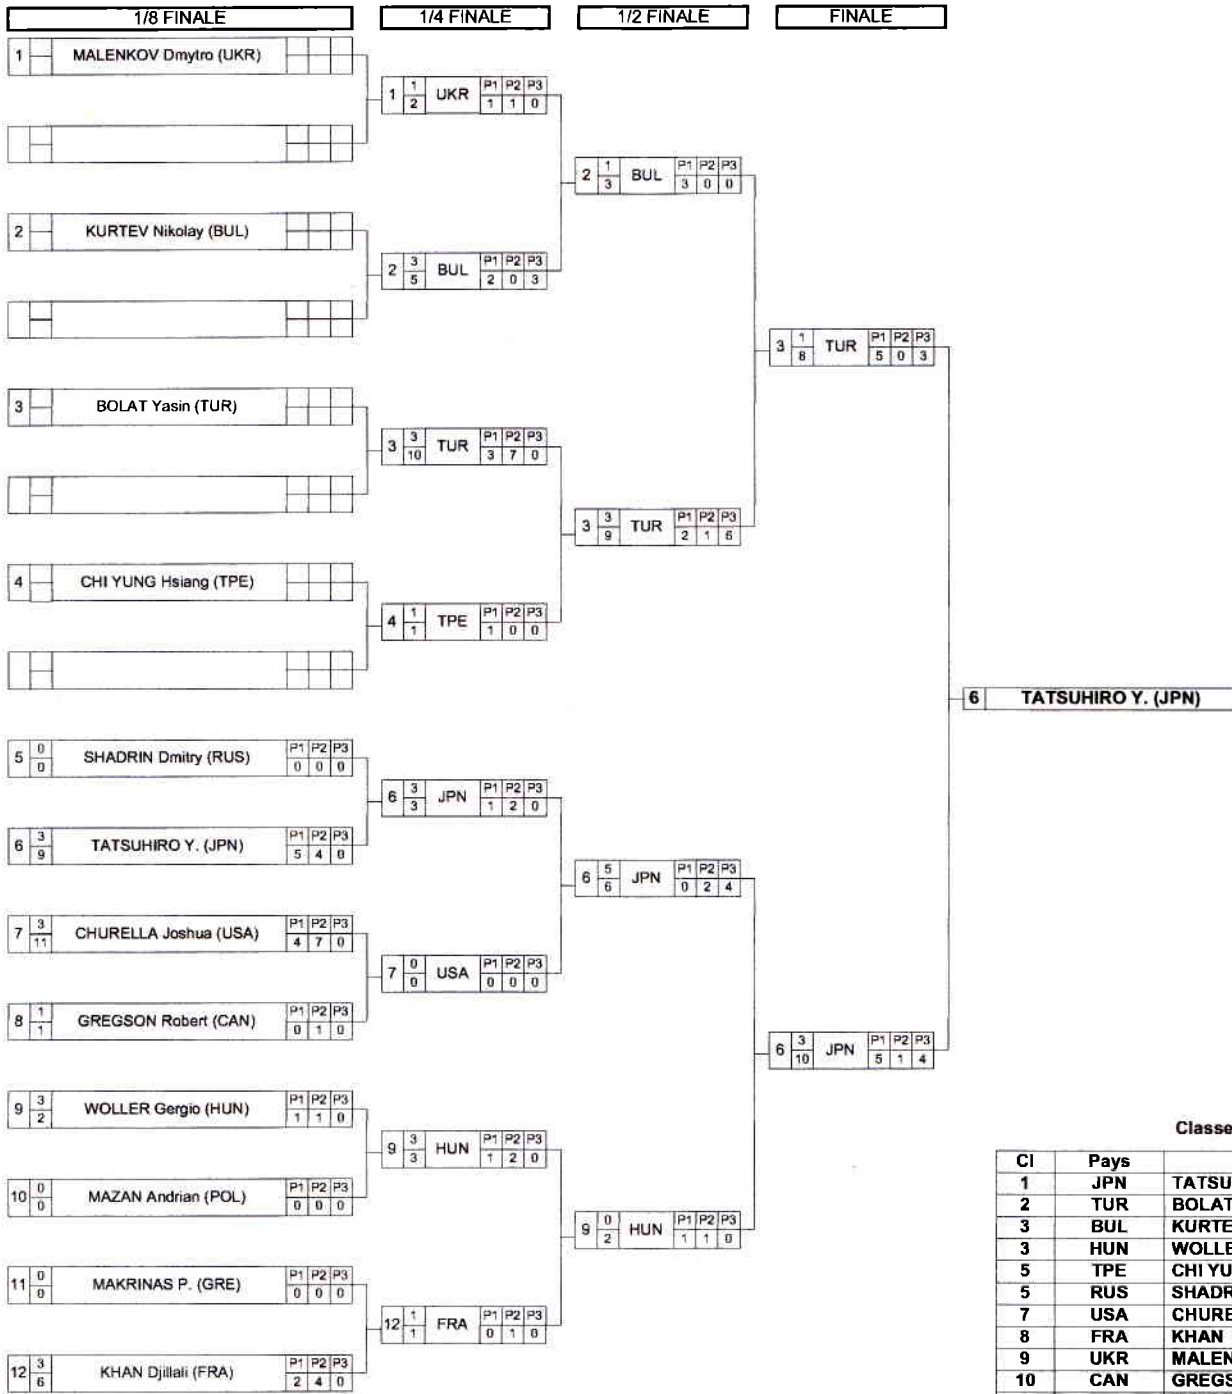 1/8 FINALE 1/4 FINALE 1/2 FINALE FINALE
1 MALENKOV Dmytro (UKR)
1 1 2 UKR P1 P2 P3 1 1 0
2 1 3 BUL P1 P2 P3 3 0 0
2 KURTEV Nikolay (BUL)
2 3 5 BUL P1 P2 P3 2 0 3
3 1 8 TUR P1 P2 P3 5 0 3
3 BOLAT Yasin (TUR)
3 3 10 TUR P1 P2 P3 3 7 0
3 3 9 TUR P1 P2 P3 2 1 6
4 CHI YUNG Hsiang (TPE)
4 1 1 TPE P1 P2 P3 1 0 0
6 TATSUHIRO Y. (JPN)
5 0 0 SHADRIN Dmitry (RUS) P1 P2 P3 0 0 0
6 3 3 JPN P1 P2 P3 1 2 0
6 3 9 TATSUHIRO Y. (JPN) P1 P2 P3 5 4 0
6 5 6 JPN P1 P2 P3 0 2 4
7 3 11 CHURELLA Joshua (USA) P1 P2 P3 4 7 0
7 0 0 USA P1 P2 P3 0 0 0
8 1 1 GREGSON Robert (CAN) P1 P2 P3 0 1 0
6 3 10 JPN P1 P2 P3 5 1 4
9 3 2 WOLLER Gergio (HUN) P1 P2 P3 1 1 0
9 3 3 HUN P1 P2 P3 1 2 0
10 0 0 MAZAN Andrian (POL) P1 P2 P3 0 0 0
9 0 2 HUN P1 P2 P3 1 1 0
11 0 0 MAKRINAS P. (GRE) P1 P2 P3 0 0 0
12 1 1 FRA P1 P2 P3 0 1 0
12 3 6 KHAN Djillali (FRA) P1 P2 P3 2 4 0
Classe
Cl Pays
1 JPN TATSU
2 TUR BOLAT
3 BUL KURTE
3 HUN WOLLE
5 TPE CHI YU
5 RUS SHADR
7 USA CHURE
8 FRA KHAN
9 UKR MALEN
10 CAN GREGS